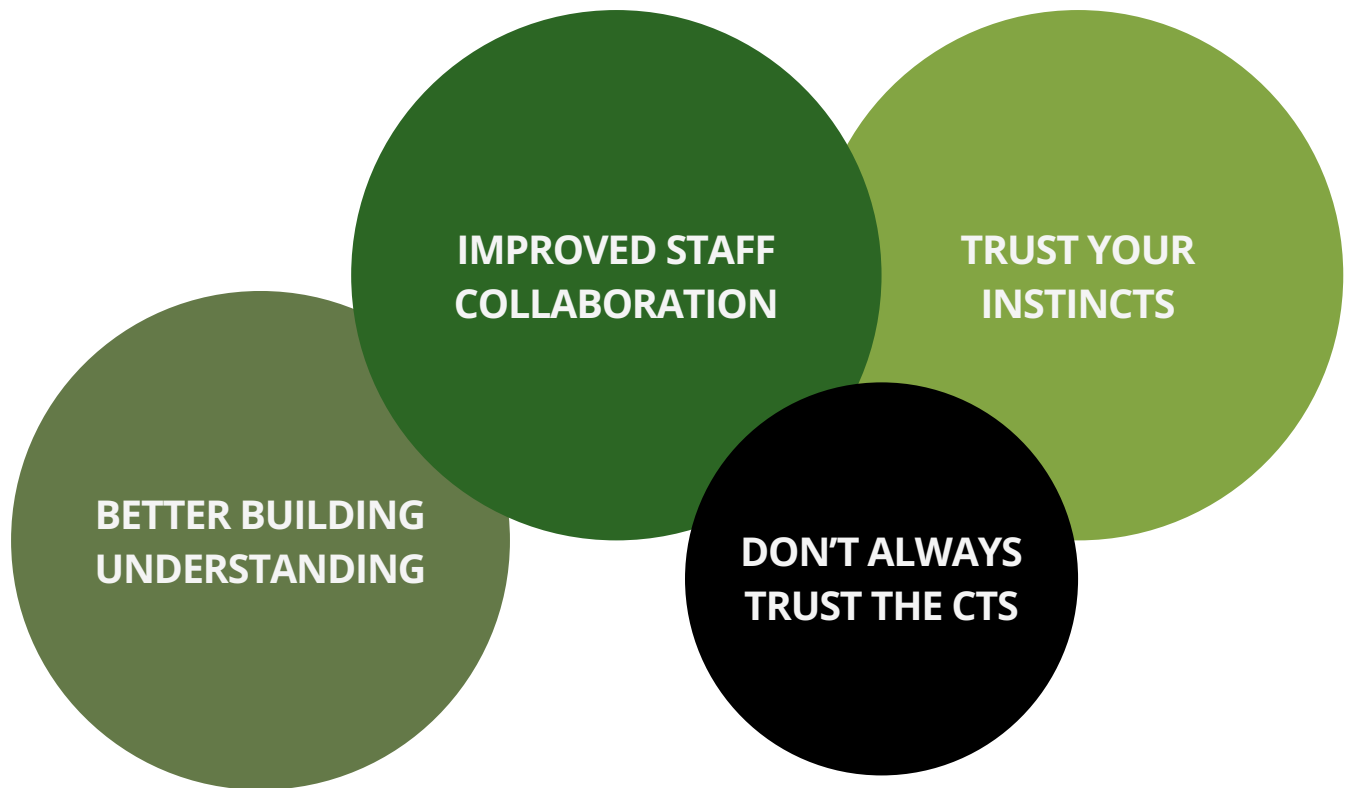 IMPROVED STAFF
COLLABORATION
TRUST YOUR
INSTINCTS
BETTER BUILDING
UNDERSTANDING
DON’T ALWAYS
TRUST THE CTS